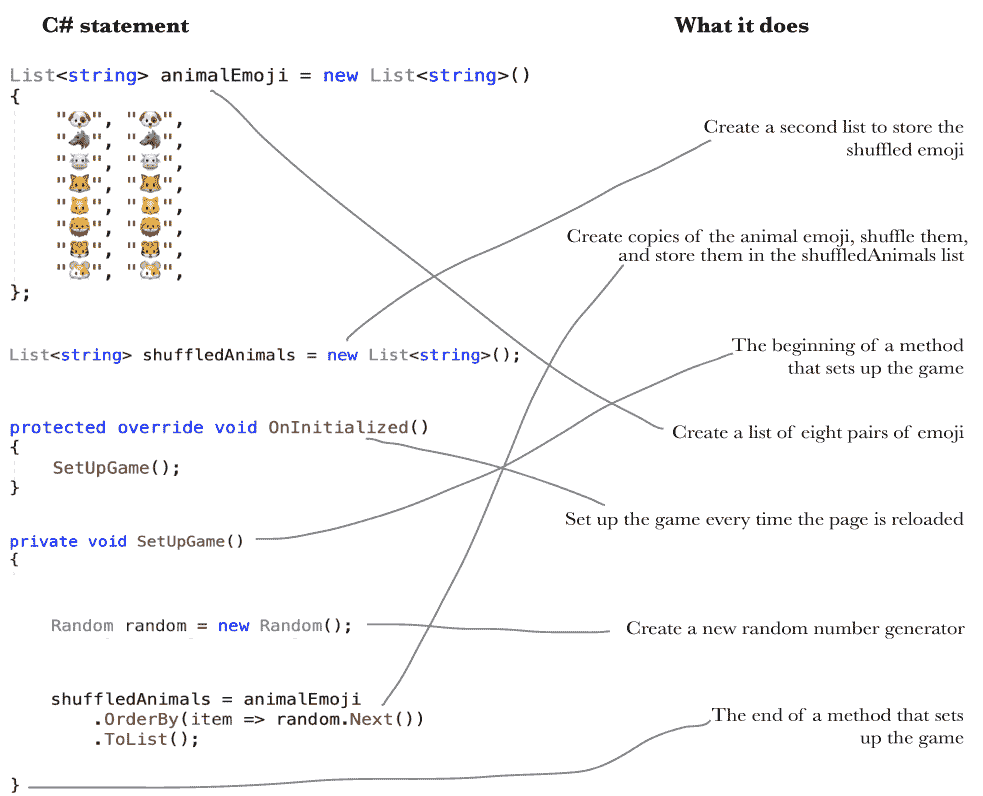 C# statement
What it does
List<string> animalEmoji = new List<string>()
{
"🐶", "🐶",
"🐺", "🐺",
"🐮", "🐮",
"🦊", "🦊",
"🐱", "🐱",
"🦁", "🦁",
"🐯", "🐯",
"🐹", "🐹",
};
List<string> shuffledAnimals = new List<string>();
protected override void OnInitialized()
{
SetUpGame();
}
private void SetUpGame()
{
Random random = new Random();
shuffledAnimals = animalEmoji
.OrderBy(item => random.Next())
.ToList();
}
Create a second list to store the
shuffled emoji
Create copies of the animal emoji, shuffle them,
and store them in the shuffledAnimals list
The beginning of a method
that sets up the game
Create a list of eight pairs of emoji
Set up the game every time the page is reloaded
Create a new random number generator
The end of a method that sets
up the game